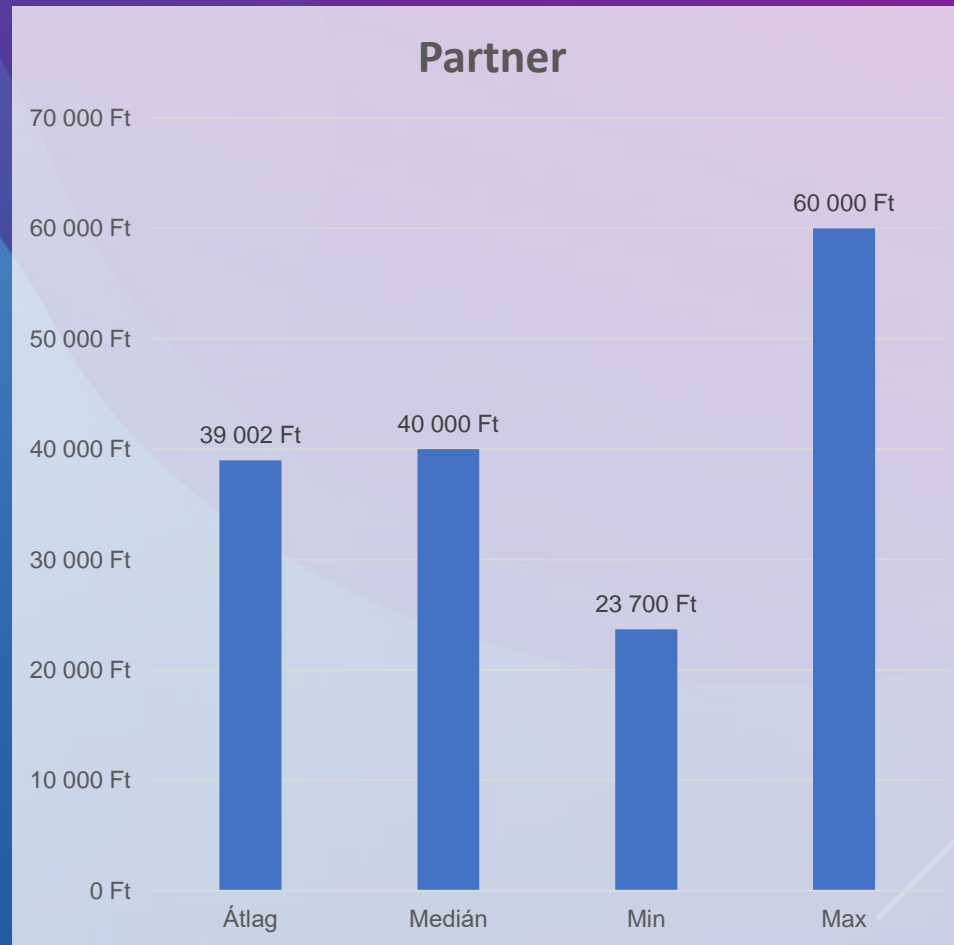 Partner
70 000 Ft
60 000 Ft
50 000 Ft
40 000 Ft
30 000 Ft
20 000 Ft
10 000 Ft
0 Ft
39 002 Ft
40 000 Ft
23 700 Ft
60 000 Ft
Átlag
Medián
Min
Max